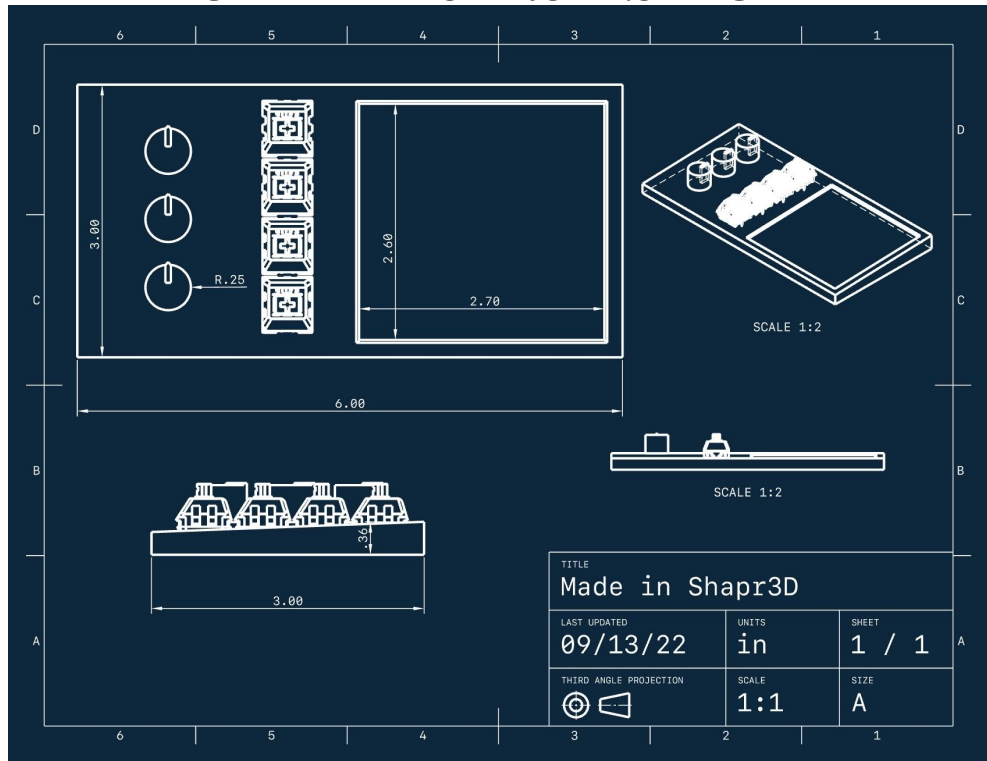 6 5 4 3 2 1
D D
3.00
2.60
R.25
2.70
C C
SCALE 1:2
6.00
B B
SCALE 1:2
.36
3.00
TITLE
Made in Shapr3D
LAST UPDATED UNITS SHEET
09/13/22 in 1 / 1
A A
THIRD ANGLE PROJECTION SCALE SIZE
1:1 A
6 5 4 3 2 1